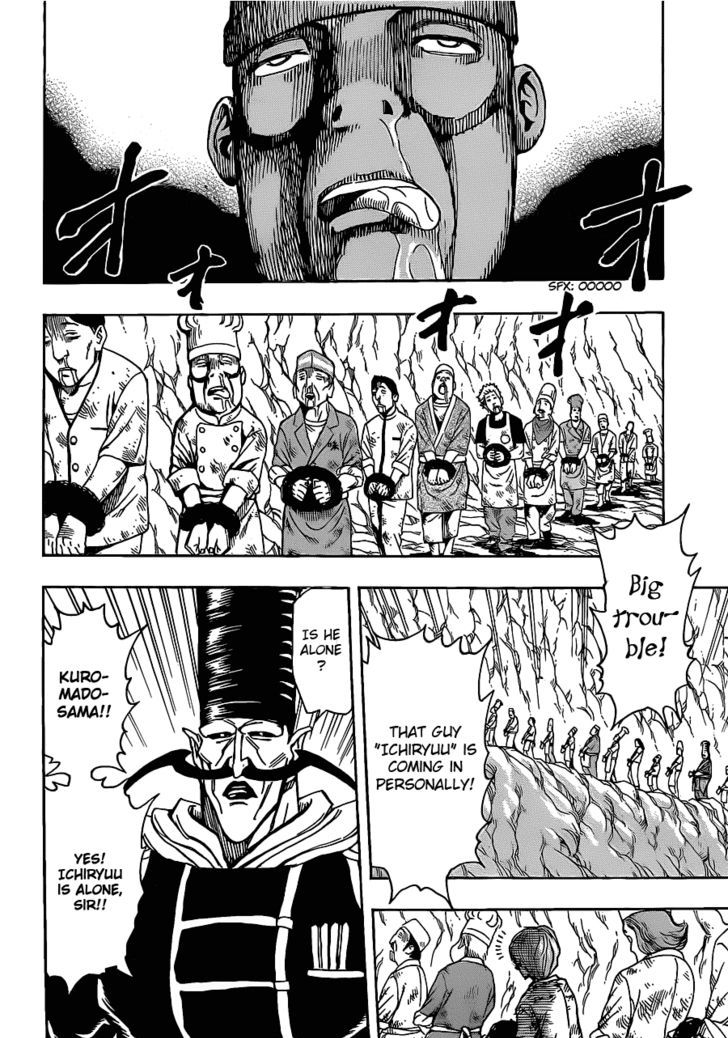 オ
オ
オ
オ
オ
SFX: OOOOO
Big
trou-
ble!
THAT GUY
"ICHIRYUU" IS
COMING IN
PERSONALLY!
IS HE
ALONE
?
KURO-
MADO-
SAMA!!
YES!
ICHIRYUU
IS ALONE,
SIR!!